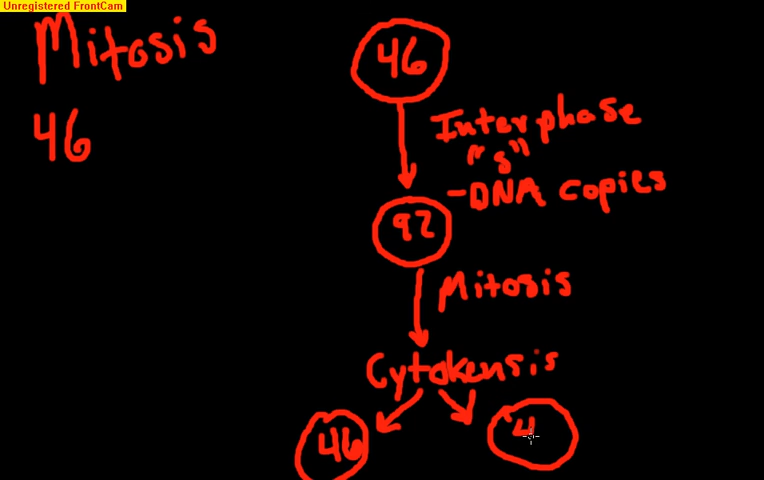 Unregistered FrontCam
Mitosis
46
46
Interphase
"S"
-DNA copies
92
Mitosis
Cytokensis
46
4